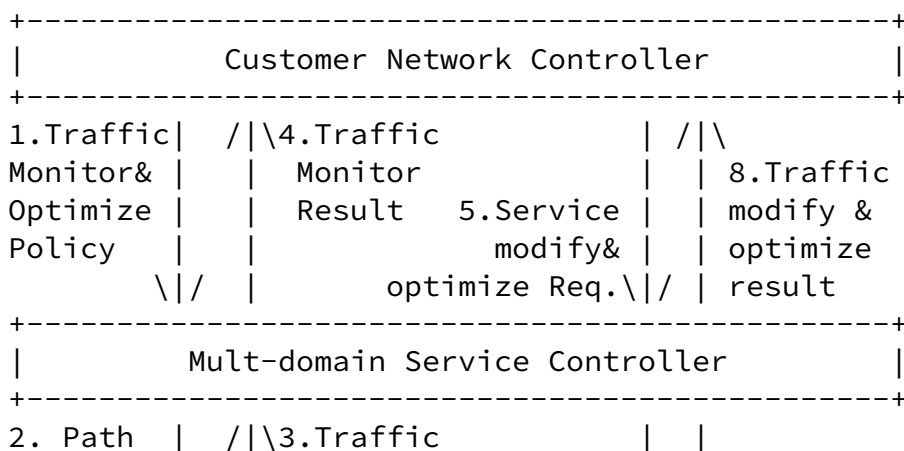 +------------------------------------------------+
|           Customer Network Controller          |
+------------------------------------------------+
1.Traffic|  /|\4.Traffic           | /|\
Monitor& |   |  Monitor            |  | 8.Traffic
Optimize |   |  Result   5.Service |  | modify &
Policy   |   |             modify& |  | optimize
        \|/  |       optimize Req.\|/ | result
+------------------------------------------------+
|         Mult-domain Service Controller         |
+------------------------------------------------+
2. Path  |  /|\3.Traffic           |  |